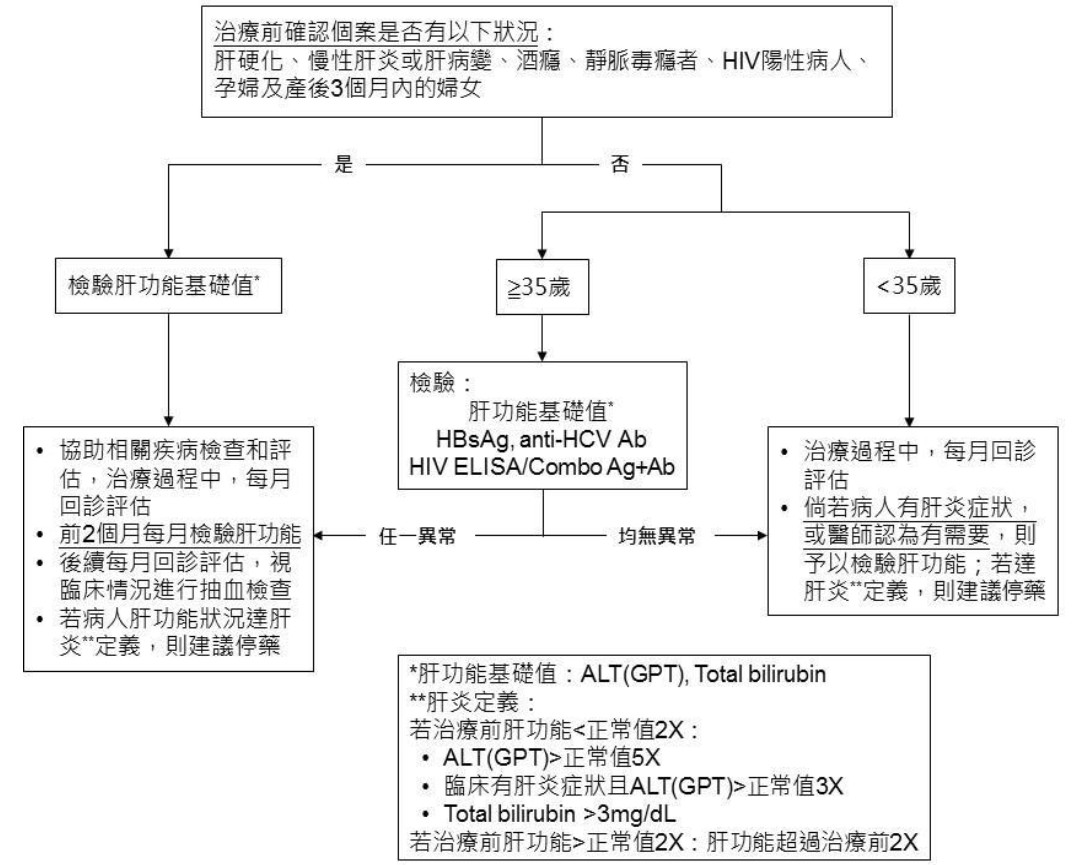 治療前確認個案是否有以下狀況：
肝硬化、慢性肝炎或肝病變、酒癮、靜脈毒癮者、HIV陽性病人、
孕婦及產後3個月內的婦女
是
否
檢驗肝功能基礎值*
≧35歲
<35歲
檢驗：
肝功能基礎值*
HBsAg, anti-HCV Ab
HIV ELISA/Combo Ag+Ab
• 協助相關疾病檢查和評
估，治療過程中，每月
回診評估
• 前2個月每月檢驗肝功能
• 後續每月回診評估，視
臨床情況進行抽血檢查
• 若病人肝功能狀況達肝
炎**定義，則建議停藥
任一異常
均無異常
• 治療過程中，每月回診
評估
• 倘若病人有肝炎症狀，
或醫師認為有需要，則
予以檢驗肝功能；若達
肝炎**定義，則建議停藥
*肝功能基礎值：ALT(GPT), Total bilirubin
**肝炎定義：
若治療前肝功能<正常值2X：
• ALT(GPT)>正常值5X
• 臨床有肝炎症狀且ALT(GPT)>正常值3X
• Total bilirubin >3mg/dL
若治療前肝功能>正常值2X：肝功能超過治療前2X